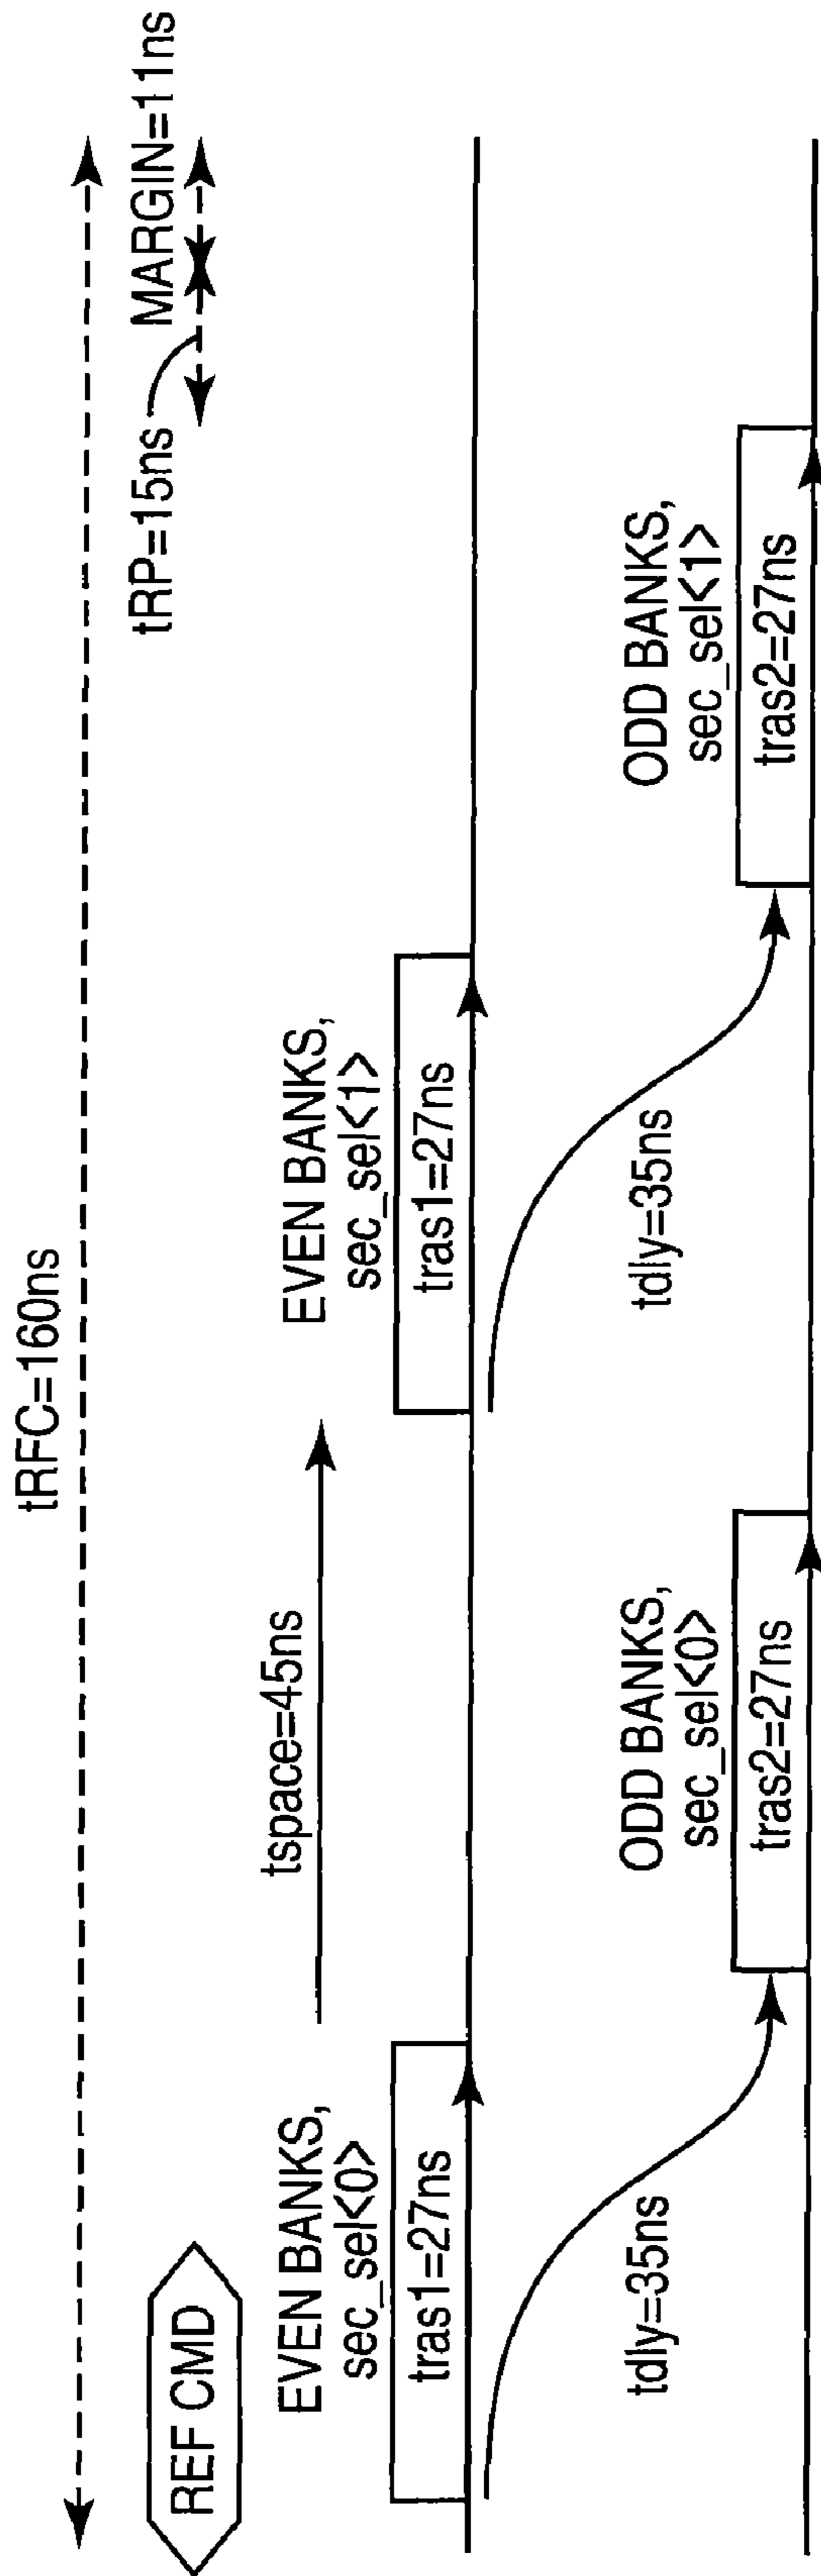 tRFC=160ns
REF CMD
tRP=15ns
MARGIN=11ns
tspace=45ns
EVEN BANKS,
sec_sel<0>
tras1=27ns
EVEN BANKS,
sec_sel<1>
tras1=27ns
tdly=35ns
ODD BANKS,
sec_sel<0>
tras2=27ns
tdly=35ns
ODD BANKS,
sec_sel<1>
tras2=27ns